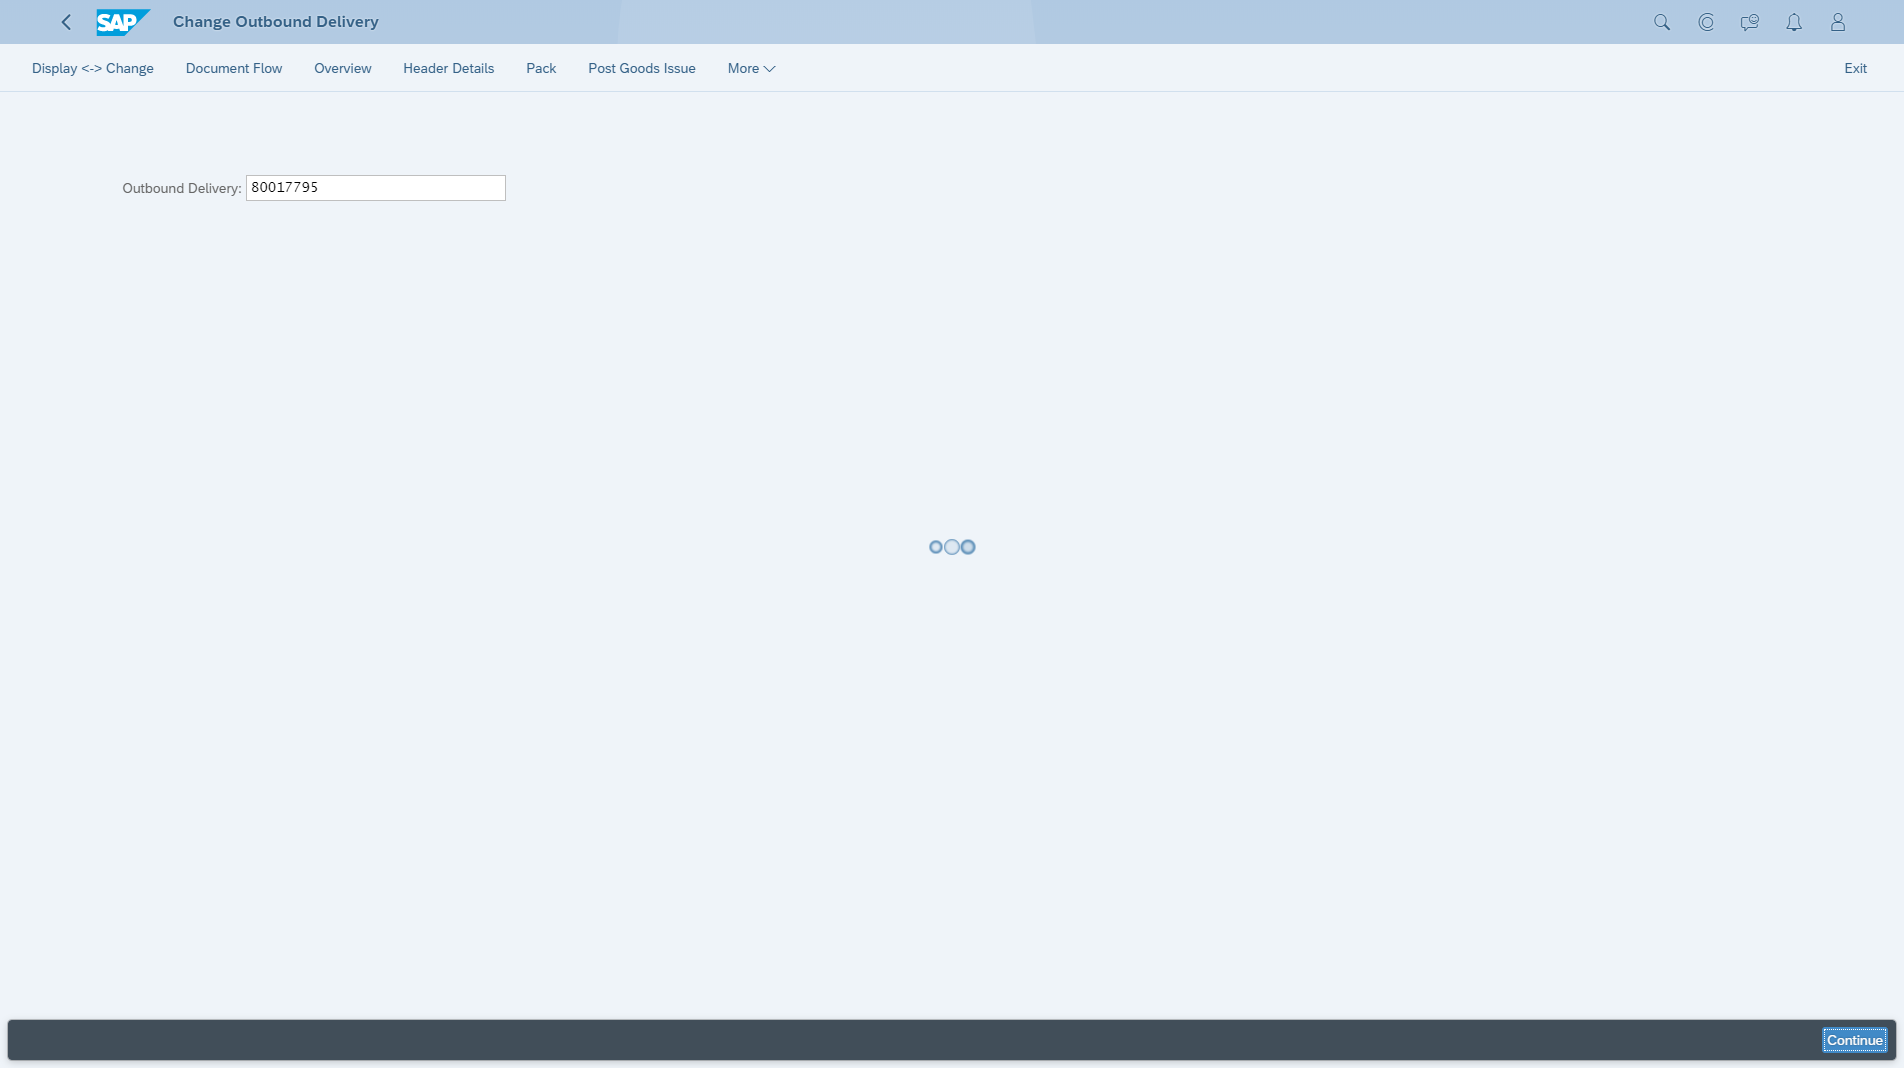 SAP Change Outbound Delivery
Display <-> Change Document Flow Overview Header Details Pack Post Goods Issue More Exit
Outbound Delivery: 80017795
Continue